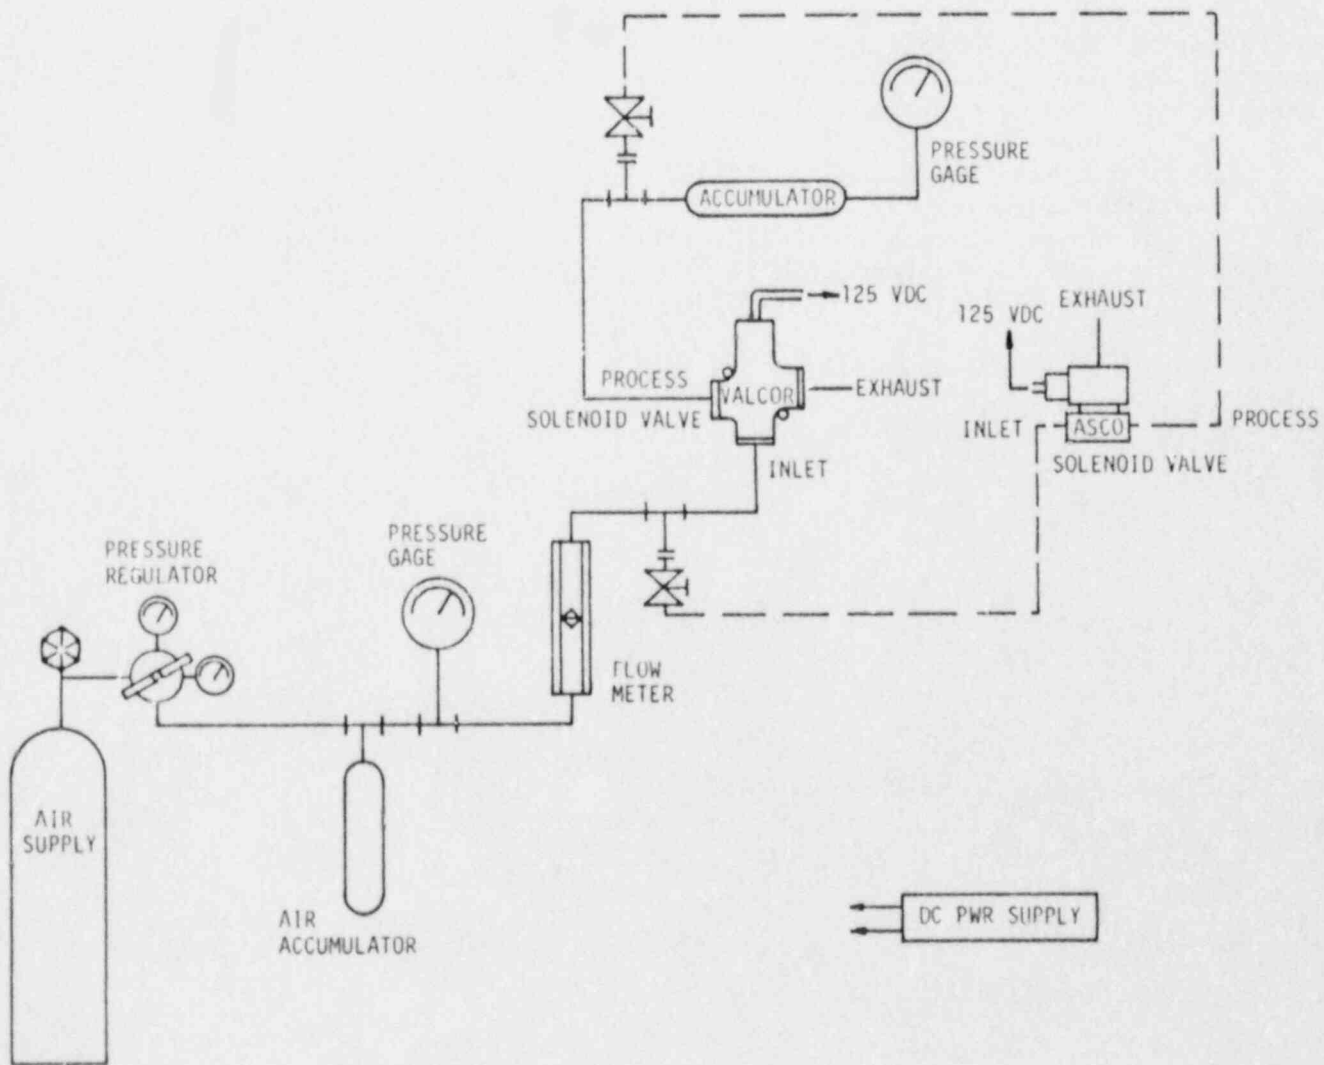 PRESSURE
GAGE
ACCUMULATOR
125 VDC
EXHAUST
125 VDC
PROCESS
VALCOR
EXHAUST
SOLENOID VALVE
INLET
ASCO
PROCESS
INLET
SOLENOID VALVE
PRESSURE
GAGE
PRESSURE
REGULATOR
FLOW
METER
AIR
SUPPLY
AIR
ACCUMULATOR
DC PWR SUPPLY